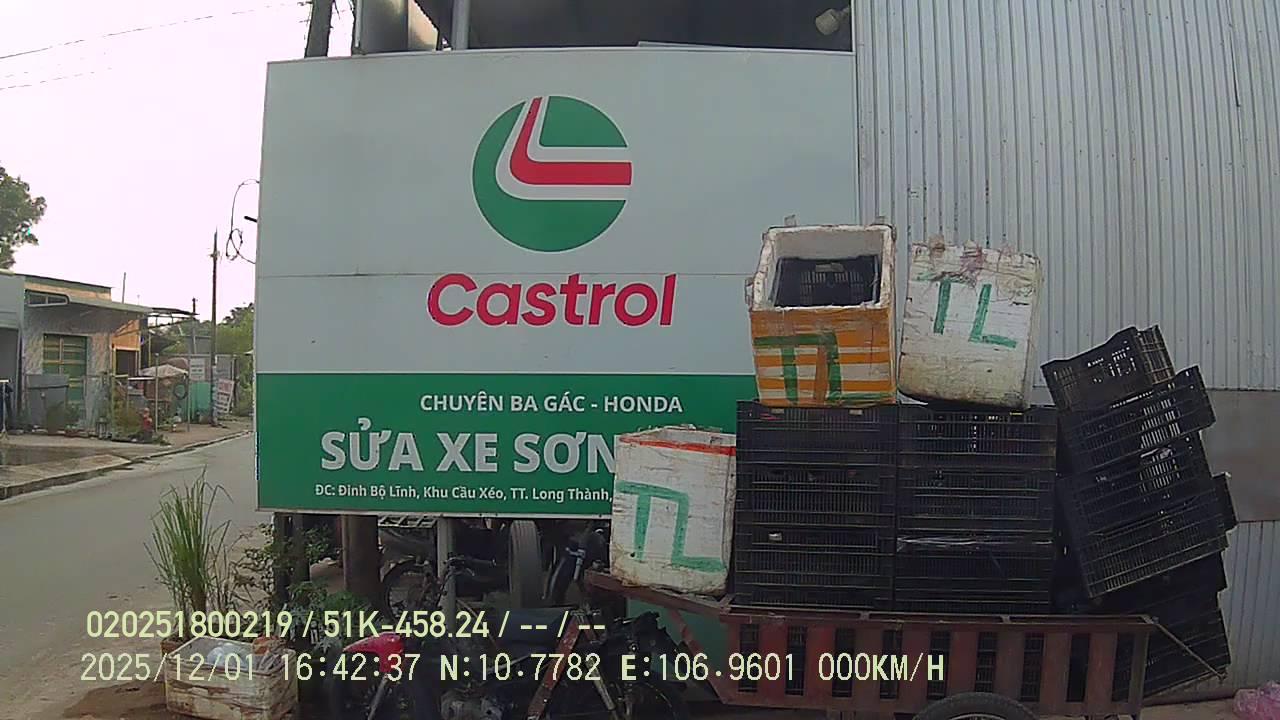 Castrol
CHUYÊN BA GÁC - HONDA
SỬA XE SƠN
ĐC: Đinh Bộ Lĩnh, Khu Cầu Xéo, TT. Long Thành,
TL
TL
TL
020251800219 / 51K-458.24 / -- / --
2025/12/01 16:42:37 N:10.7782 E:106.9601 000KM/H